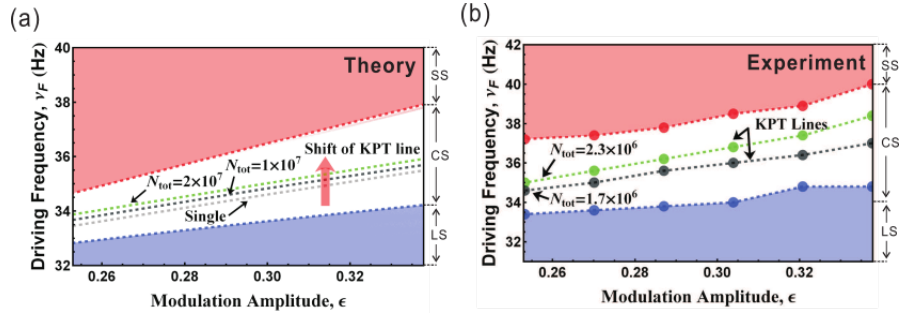 (a)
Theory
Driving Frequency, ν_F (Hz)
40
38
36
34
32
0.26
0.28
0.30
0.32
Modulation Amplitude, ϵ
N_tot=2×10^7
N_tot=1×10^7
Single
Shift of KPT line
SS
CS
LS
(b)
Experiment
Driving Frequency, ν_F (Hz)
42
40
38
36
34
32
0.26
0.28
0.30
0.32
Modulation Amplitude, ϵ
N_tot=2.3×10^6
N_tot=1.7×10^6
KPT Lines
SS
CS
LS